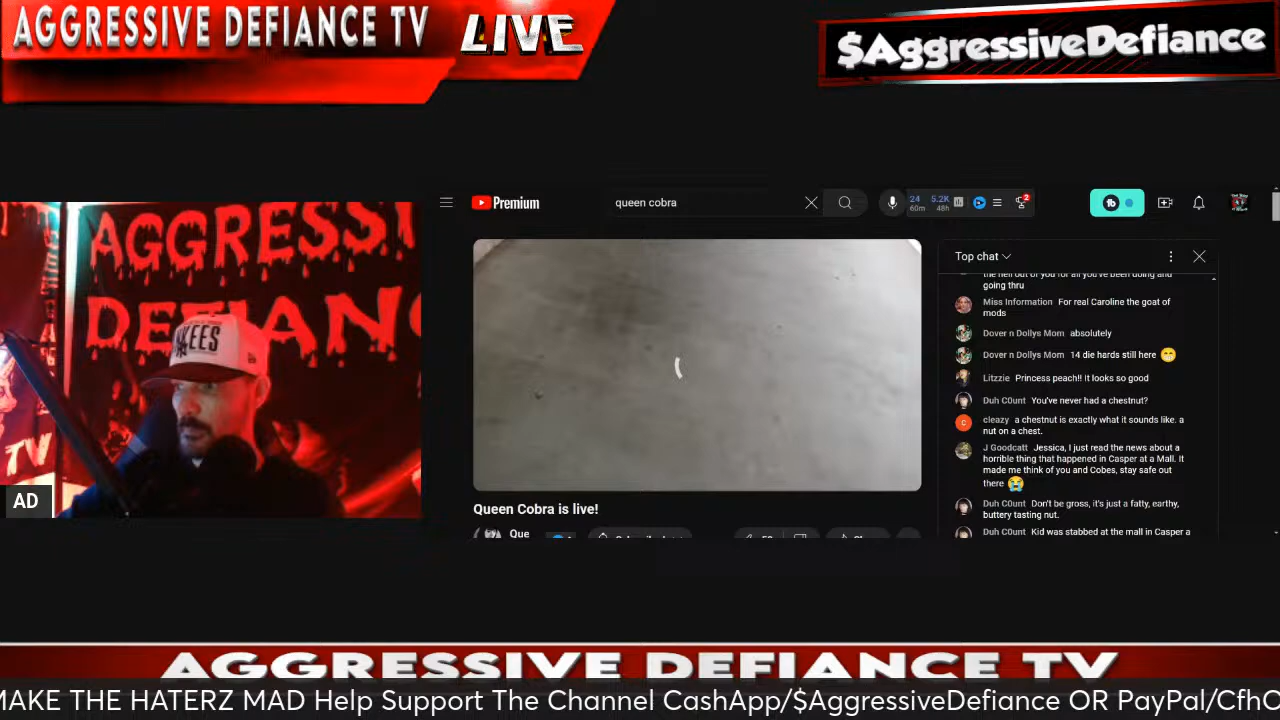 AGGRESSIVE DEFIANCE TV
LIVE
$AggressiveDefiance
Premium
queen cobra
24
60m
5.2K
48h
2
AGGRESSI
DEFIANC
KEES
TV
AD
Top chat
the hell out of you for all you've been doing and
going thru
Miss Information For real Caroline the goat of
mods
Dover n Dollys Mom absolutely
Dover n Dollys Mom 14 die hards still here 😁
Litzzie Princess peach!! It looks so good
Duh C0unt You've never had a chestnut?
cleazy a chestnut is exactly what it sounds like. a
nut on a chest.
J Goodcatt Jessica, I just read the news about a
horrible thing that happened in Casper at a Mall. It
made me think of you and Cobes, stay safe out
there 😭
Duh C0unt Don't be gross, it's just a fatty, earthy,
buttery tasting nut.
Duh C0unt Kid was stabbed at the mall in Casper a
Queen Cobra is live!
Que
AGGRESSIVE DEFIANCE TV
MAKE THE HATERZ MAD Help Support The Channel CashApp/$AggressiveDefiance OR PayPal/CfhC